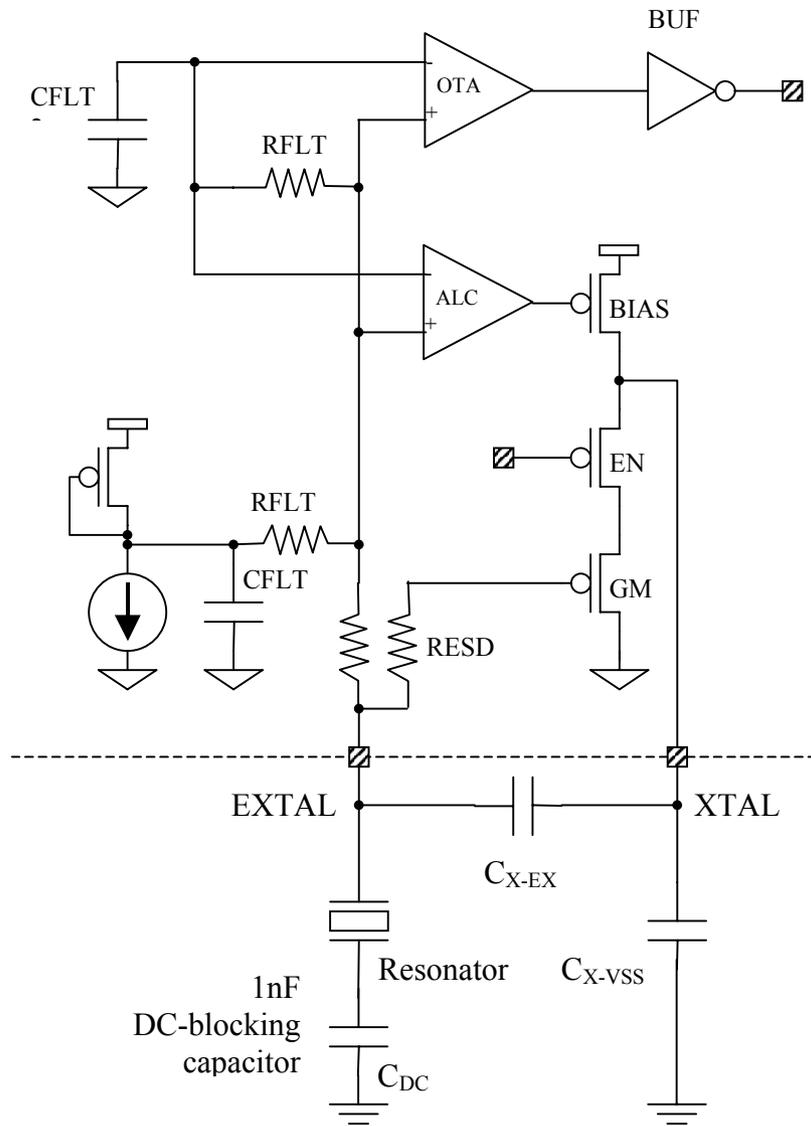 BUF
CFLT
OTA
-
+
RFLT
ALC
-
+
BIAS
EN
RFLT
CFLT
GM
RESD
EXTAL
XTAL
CX-EX
Resonator
CX-VSS
1nF
DC-blocking
capacitor
CDC